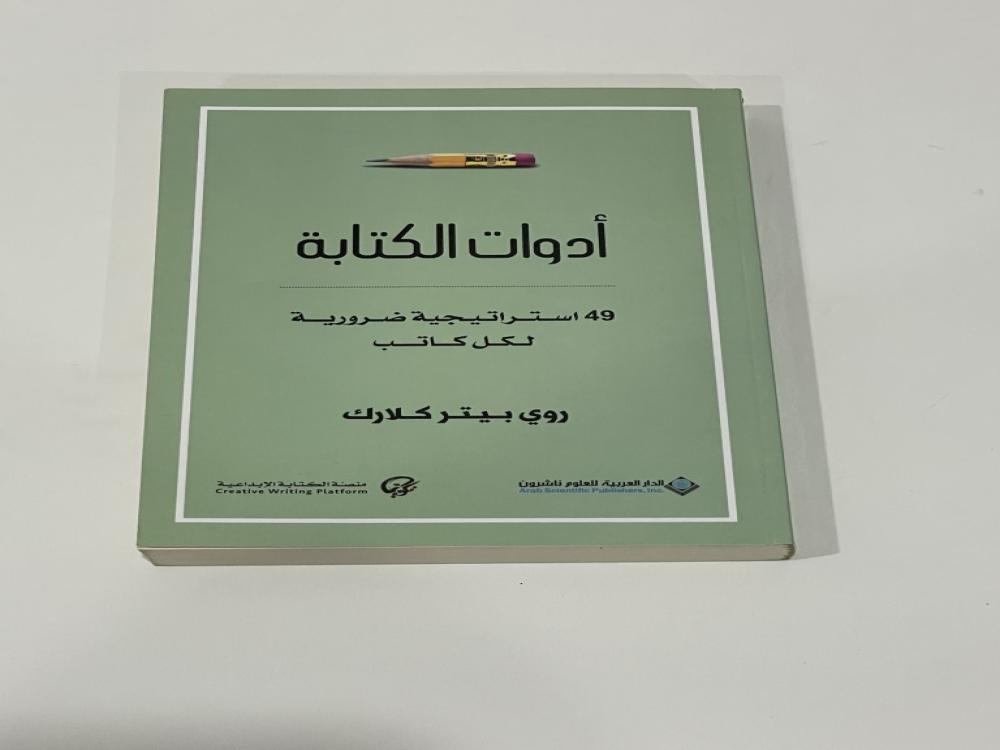 أدوات الكتابة
49 استراتيجية ضرورية
لكل كاتب
روي بيتر كلارك
الدار العربية للعلوم ناشرون
Arab Scientific Publishers, Inc.
تكوين
منصة الكتابة الإبداعية
Creative Writing Platform